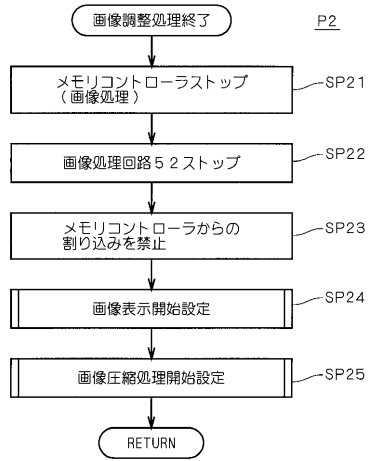 画像調整処理終了
P2
メモリコントローラストップ
(画像処理)
SP21
画像処理回路52ストップ
SP22
メモリコントローラからの
割り込みを禁止
SP23
画像表示開始設定
SP24
画像圧縮処理開始設定
SP25
RETURN